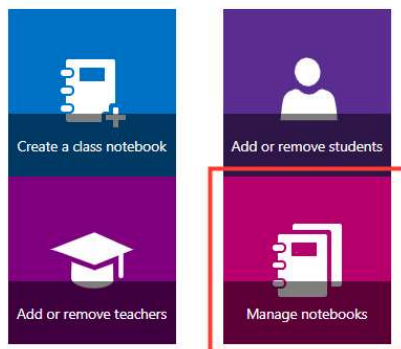 Create a class notebook
Add or remove students
Add or remove teachers
Manage notebooks